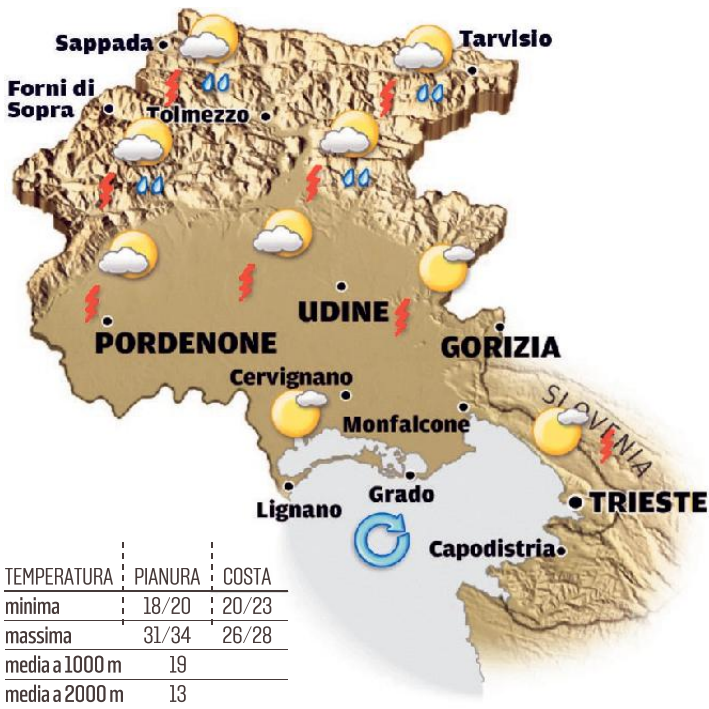 Sappada
Tarvisio
Forni di
Sopra
Tolmezzo
UDINE
PORDENONE
GORIZIA
Cervignano
Monfalcone
SLOVENIA
Lignano
Grado
TRIESTE
Capodistria
TEMPERATURA PIANURA COSTA
minima 18/20 20/23
massima 31/34 26/28
media a 1000 m 19
media a 2000 m 13